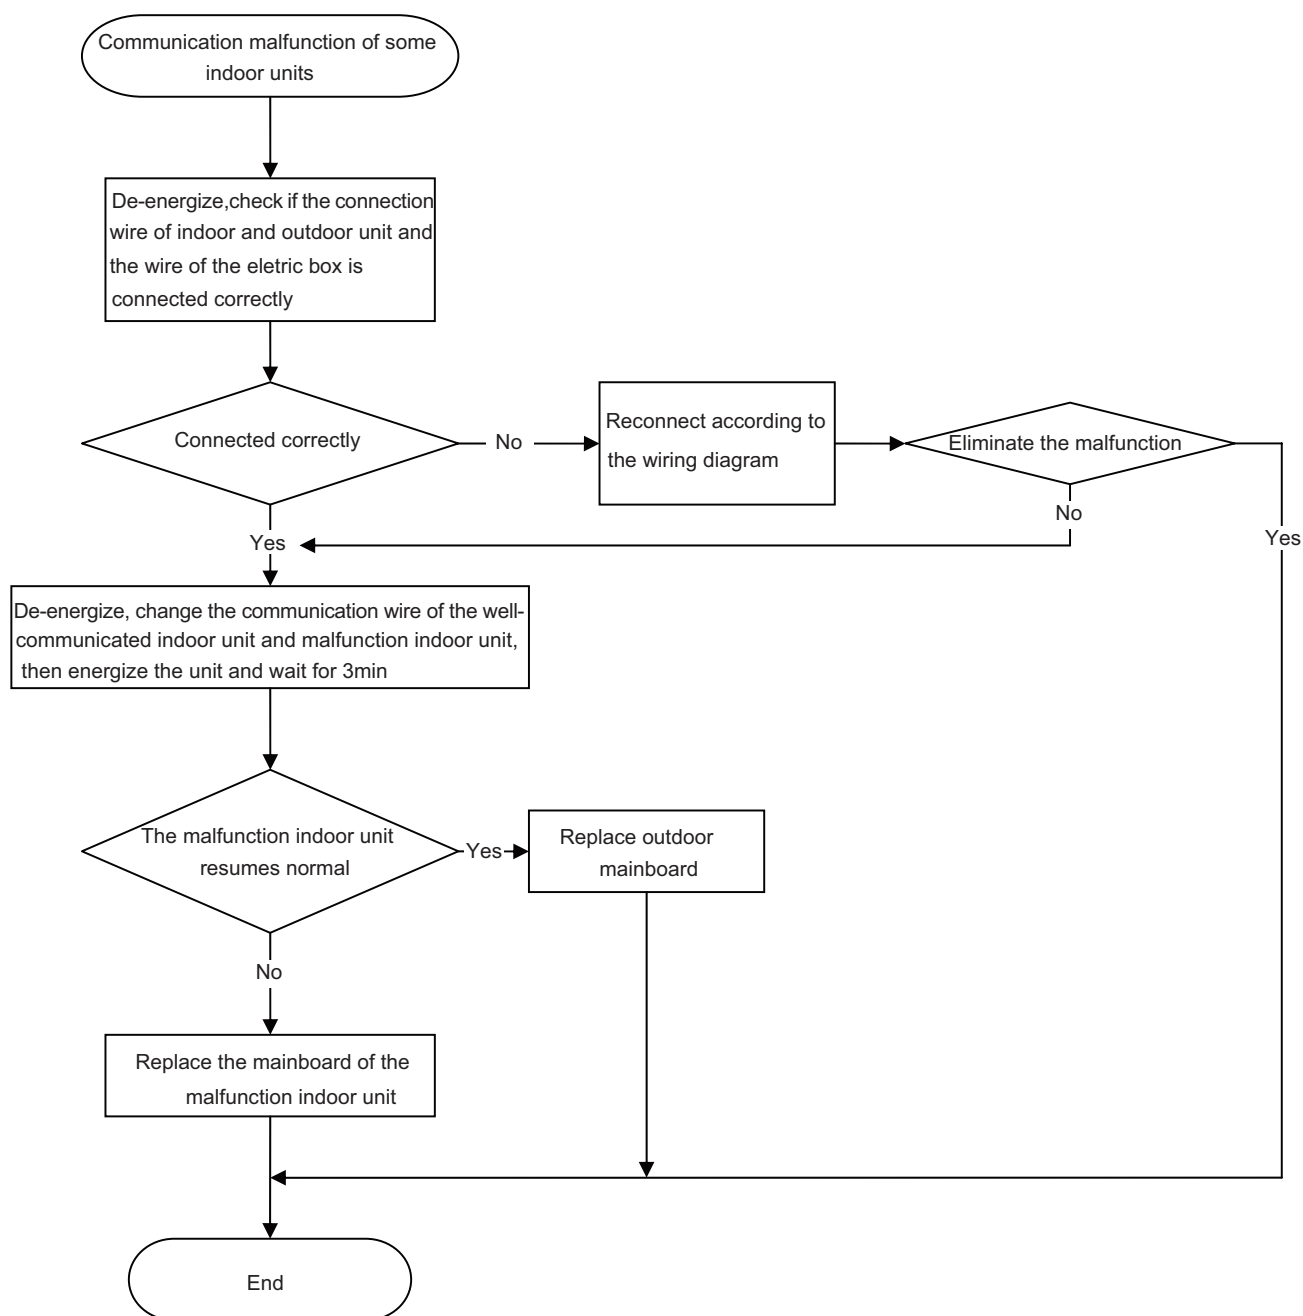 Communication malfunction of some
indoor units
De-energize,check if the connection
wire of indoor and outdoor unit and
the wire of the eletric box is
connected correctly
Connected correctly
No
Reconnect according to
the wiring diagram
Eliminate the malfunction
No
Yes
Yes
De-energize, change the communication wire of the well-
communicated indoor unit and malfunction indoor unit,
then energize the unit and wait for 3min
The malfunction indoor unit
resumes normal
Yes
Replace outdoor
mainboard
No
Replace the mainboard of the
malfunction indoor unit
End